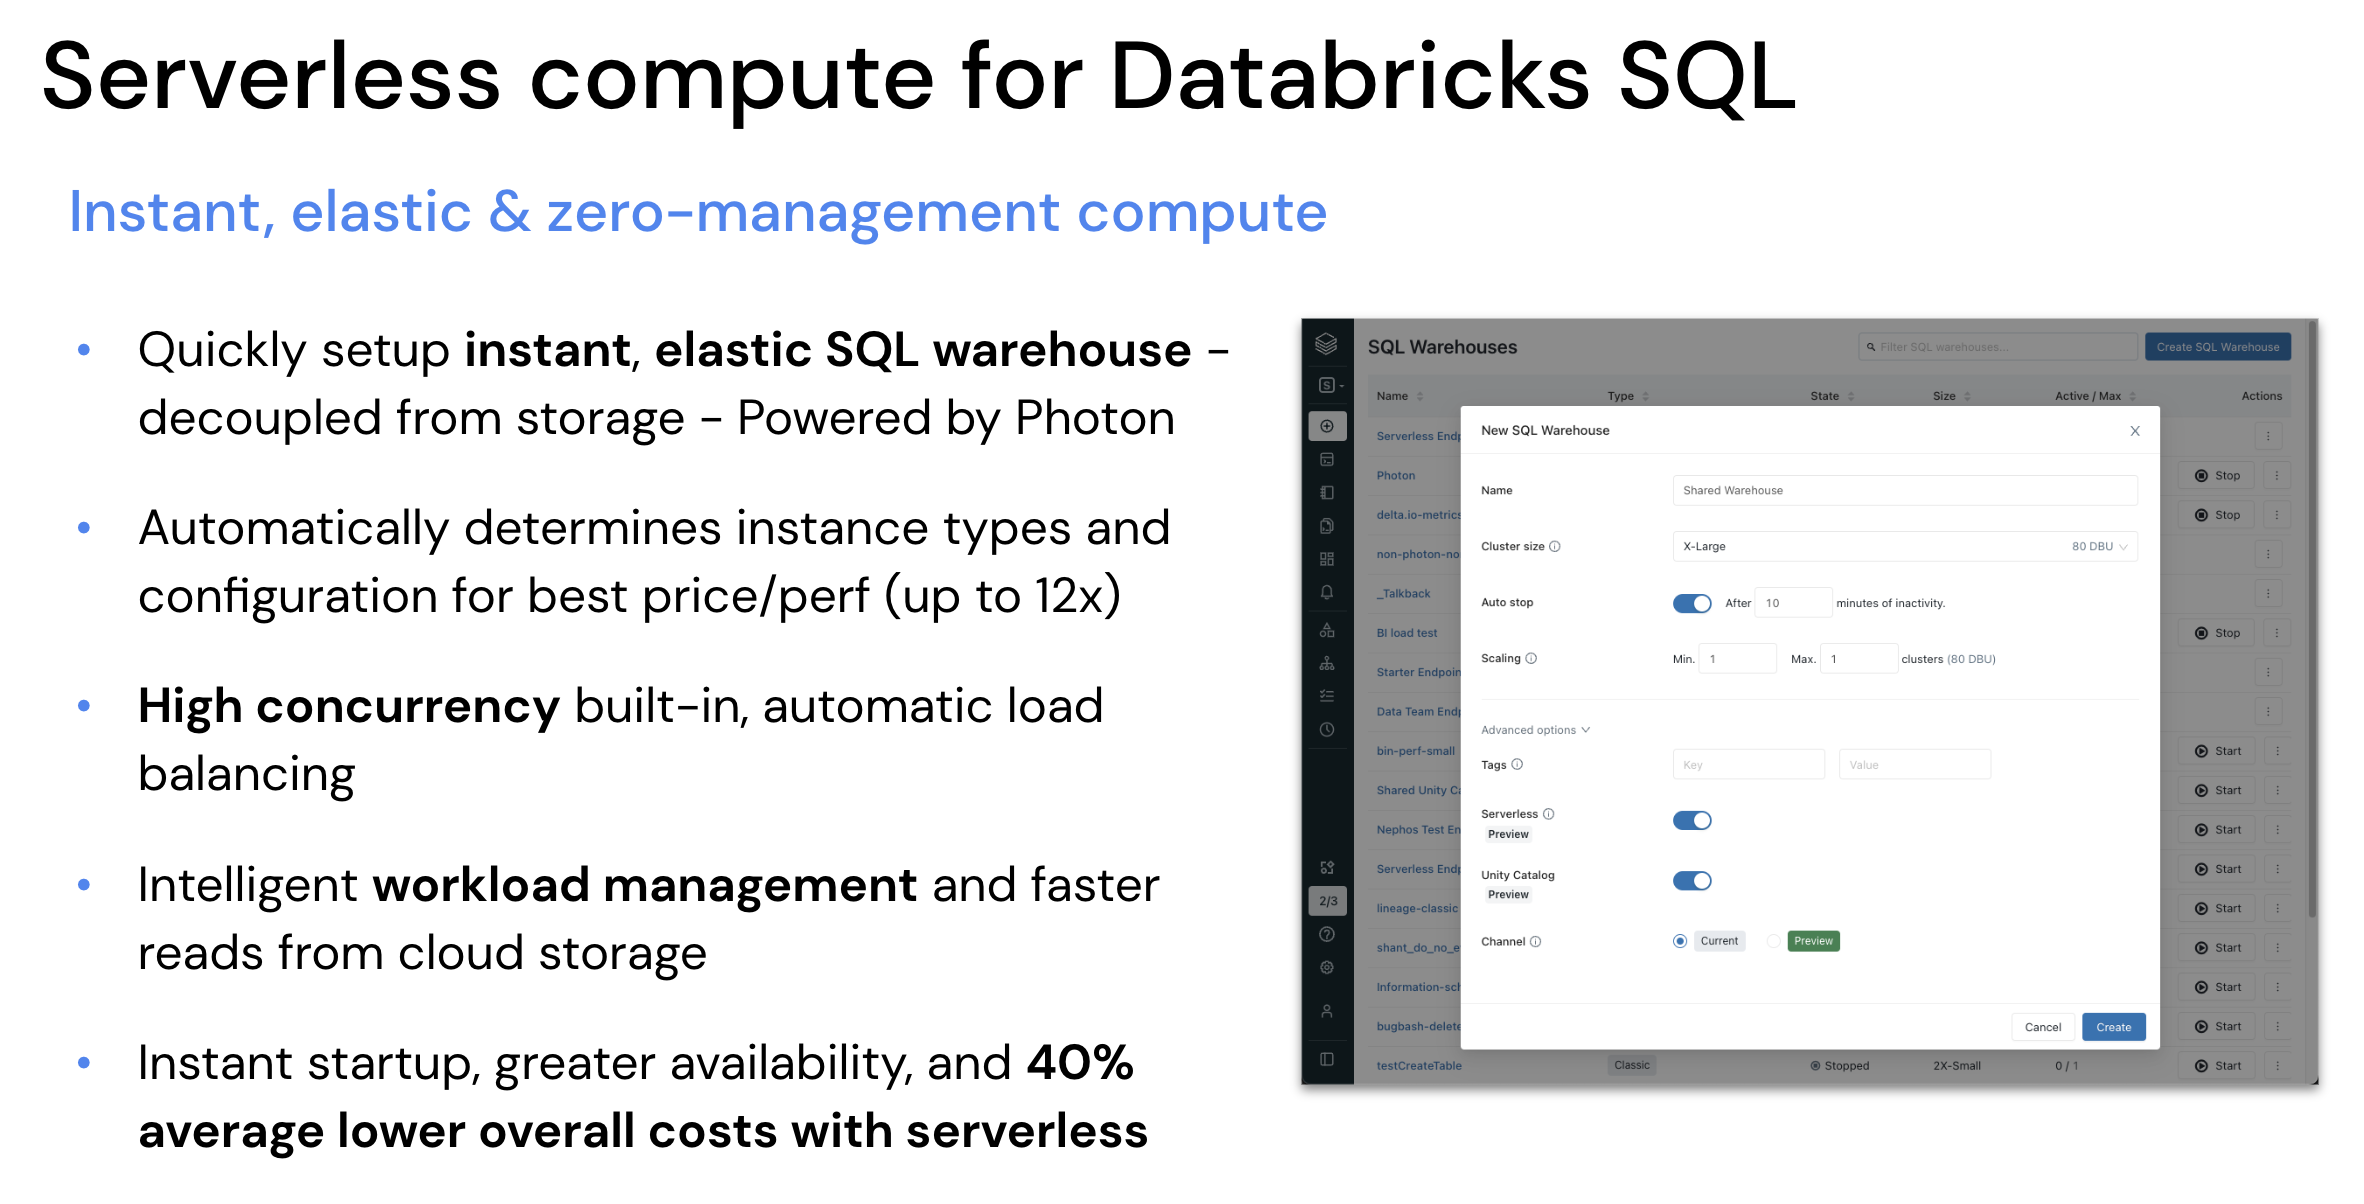 Serverless compute for Databricks SQL
Instant, elastic & zero-management compute
• Quickly setup instant, elastic SQL warehouse -
decoupled from storage - Powered by Photon
• Automatically determines instance types and
configuration for best price/perf (up to 12x)
• High concurrency built-in, automatic load
balancing
• Intelligent workload management and faster
reads from cloud storage
• Instant startup, greater availability, and 40%
average lower overall costs with serverless
SQL Warehouses
Filter SQL warehouses...
Create SQL Warehouse
S
Name Type State Size Active / Max Actions
Serverless Endp
Photon Stop
delta.io-metrics Stop
non-photon-no
_Talkback
BI load test Stop
Starter Endpoin
Data Team Endp
bin-perf-small Start
Shared Unity Ca Start
Nephos Test En Start
Serverless Endp Start
2/3
lineage-classic Start
shant_do_no_e Start
Information-sch Start
bugbash-delete Start
testCreateTable Classic Stopped 2X-Small 0 / 1 Start
New SQL Warehouse X
Name Shared Warehouse
Cluster size X-Large 80 DBU
Auto stop After 10 minutes of inactivity.
Scaling Min. 1 Max. 1 clusters (80 DBU)
Advanced options
Tags Key Value
Serverless
Preview
Unity Catalog
Preview
Channel Current Preview
Cancel Create